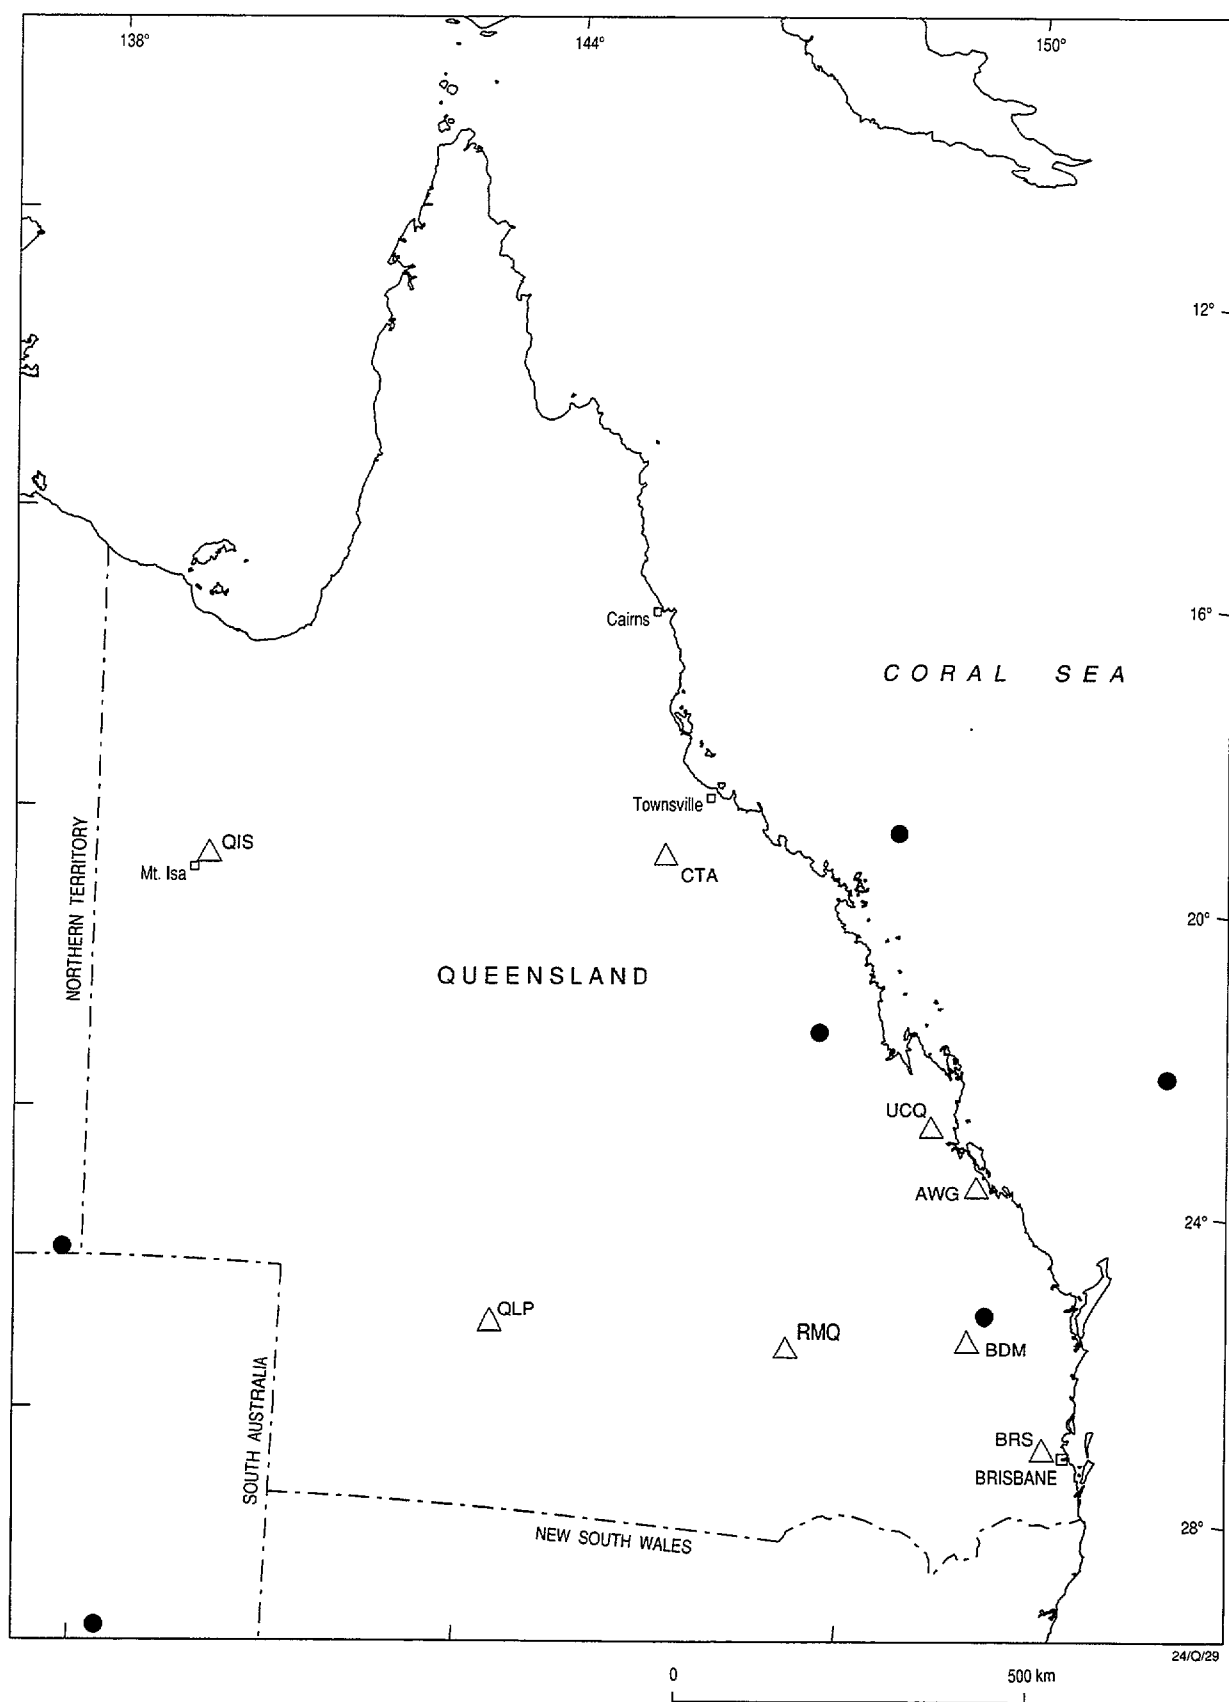 138° 144° 150°
12°
Cairns
16°
CORAL SEA
Townsville
NORTHERN TERRITORY
QIS
Mt. Isa
CTA
20°
QUEENSLAND
UCQ
AWG
24°
QLP
RMQ
BDM
SOUTH AUSTRALIA
BRS
BRISBANE
NEW SOUTH WALES
28°
24/Q/29
0 500 km